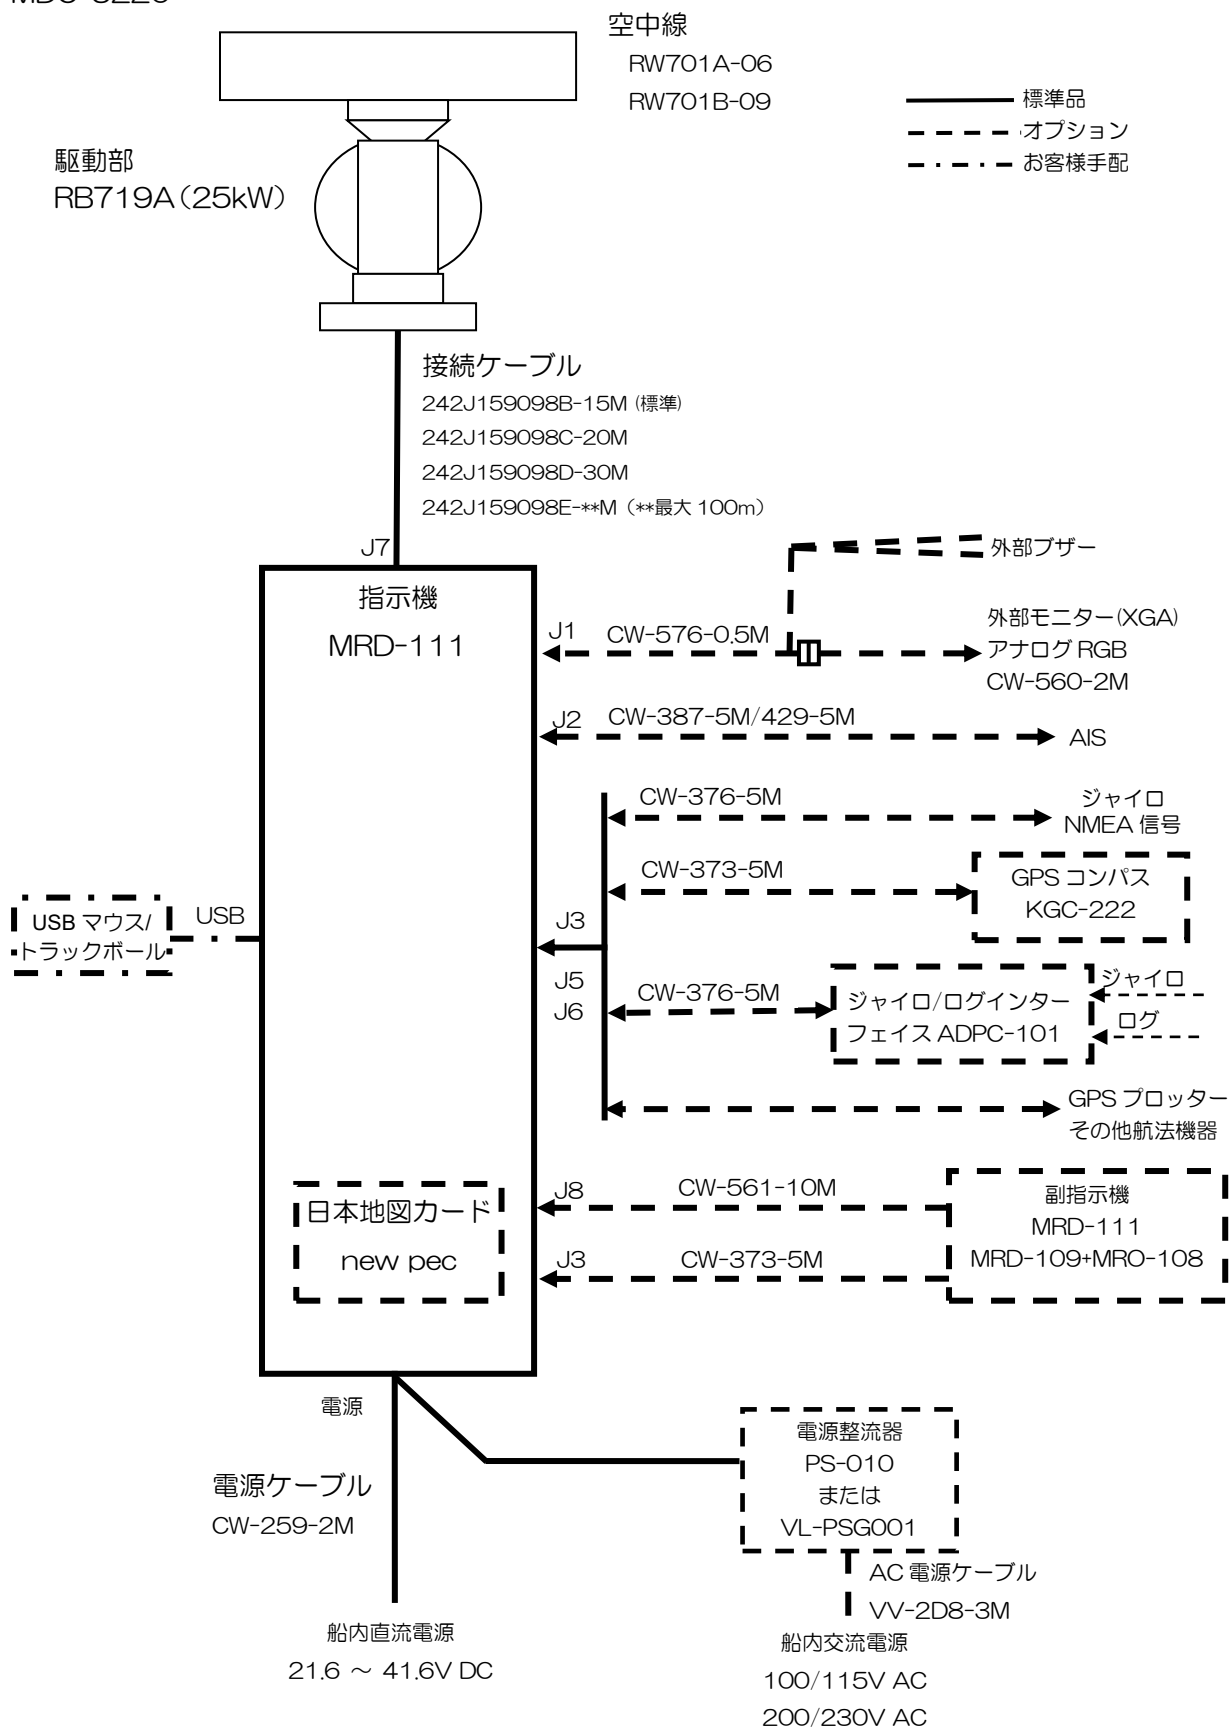 空中線
RW701A-06
RW701B-09
標準品
オプション
お客様手配
駆動部
RB719A(25kW)
接続ケーブル
242J159098B-15M (標準)
242J159098C-20M
242J159098D-30M
242J159098E-**M (**最大 100m)
J7
指示機
MRD-111
外部ブザー
J1
CW-576-0.5M
外部モニター(XGA)
アナログ RGB
CW-560-2M
J2
CW-387-5M/429-5M
AIS
CW-376-5M
ジャイロ
NMEA 信号
CW-373-5M
GPS コンパス
KGC-222
USB マウス/
トラックボール
USB
J3
J5
J6
CW-376-5M
ジャイロ/ログインター
フェイス ADPC-101
ジャイロ
ログ
GPS プロッター
その他航法機器
日本地図カード
new pec
J8
CW-561-10M
副指示機
MRD-111
MRD-109+MRO-108
J3
CW-373-5M
電源
電源ケーブル
CW-259-2M
電源整流器
PS-010
または
VL-PSG001
AC 電源ケーブル
VV-2D8-3M
船内直流電源
21.6 ～ 41.6V DC
船内交流電源
100/115V AC
200/230V AC